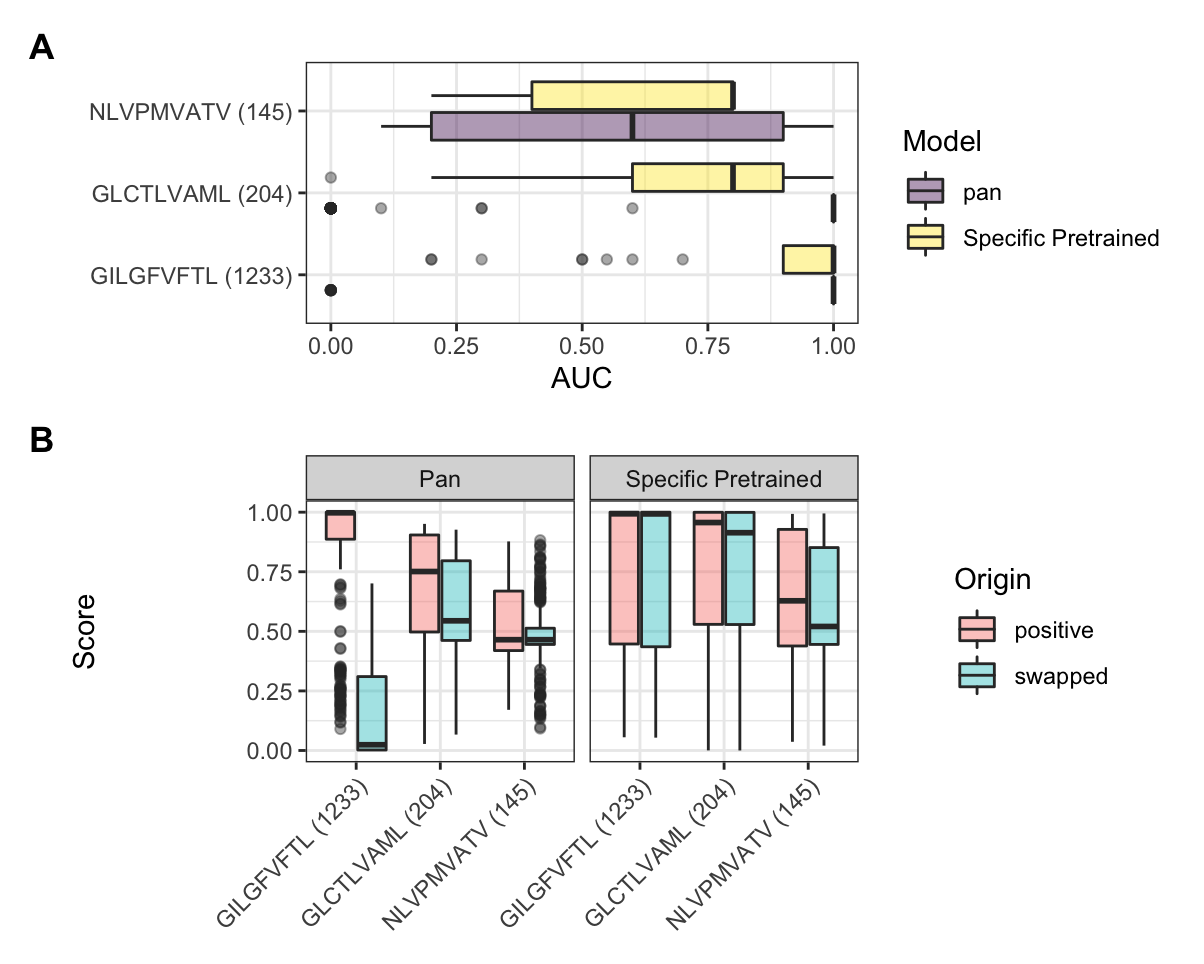 A
NLVPMVATV (145)
GLCTLVAML (204)
GILGFVFTL (1233)
0.00 0.25 0.50 0.75 1.00
AUC
Model
pan
Specific Pretrained
B
Pan Specific Pretrained
1.00
0.75
0.50
0.25
0.00
Score
GILGFVFTL (1233) GLCTLVAML (204) NLVPMVATV (145) GILGFVFTL (1233) GLCTLVAML (204) NLVPMVATV (145)
Origin
positive
swapped